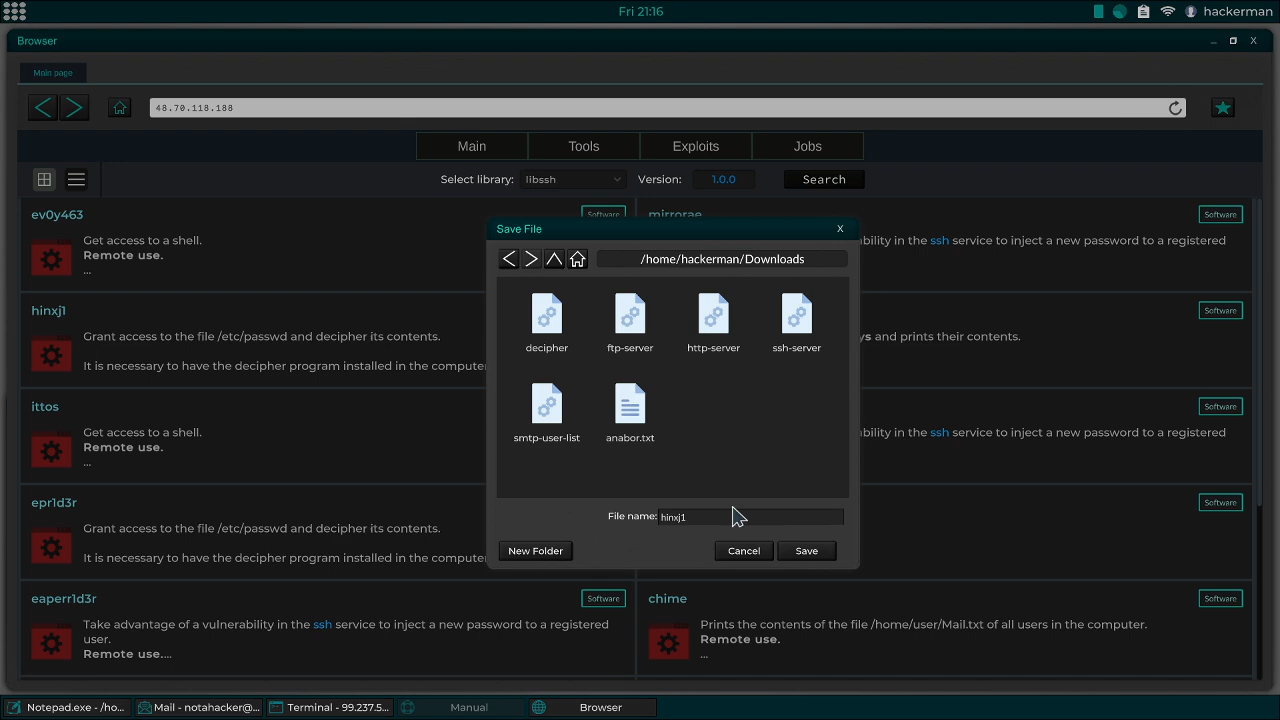 Fri 21:16
hackerman
Browser
Main page
48.70.118.188
Main
Tools
Exploits
Jobs
Select library:
libssh
Version:
1.0.0
Search
ev0y463
Software
Get access to a shell.
Remote use.
...
mirrorae
Software
bility in the ssh service to inject a new password to a registered
hinxj1
Grant access to the file /etc/passwd and decipher its contents.
It is necessary to have the decipher program installed in the compute
Software
and prints their contents.
ittos
Get access to a shell.
Remote use.
...
Software
bility in the ssh service to inject a new password to a registered
epr1d3r
Grant access to the file /etc/passwd and decipher its contents.
It is necessary to have the decipher program installed in the compute
Software
eaperr1d3r
Software
Take advantage of a vulnerability in the ssh service to inject a new password to a registered
user.
Remote use....
chime
Software
Prints the contents of the file /home/user/Mail.txt of all users in the computer.
Remote use.
...
Save File
X
/home/hackerman/Downloads
decipher
ftp-server
http-server
ssh-server
smtp-user-list
anabor.txt
File name:
hinxj1
New Folder
Cancel
Save
Notepad.exe - /ho...
Mail - notahacker@...
Terminal - 99.237.5...
Manual
Browser